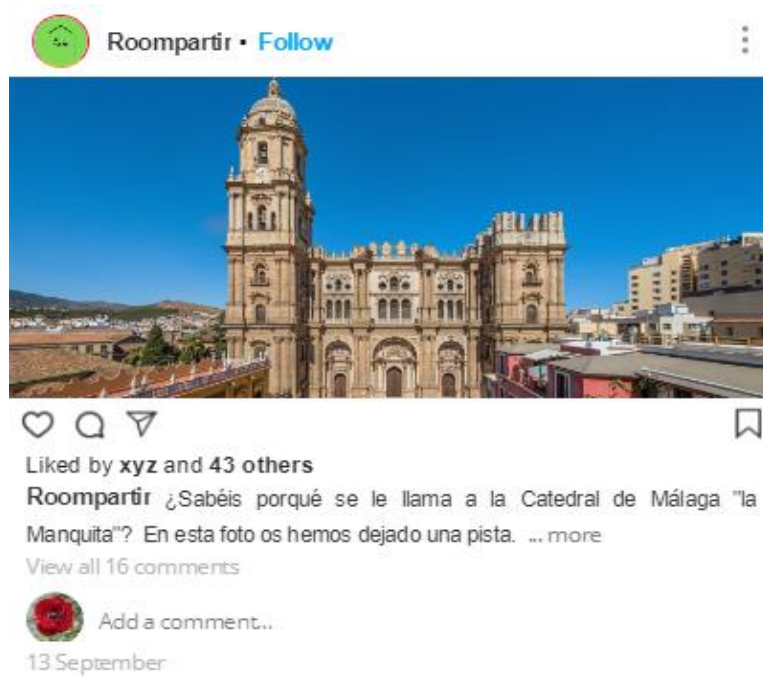 Roompartir • Follow
Liked by xyz and 43 others
Roompartir ¿Sabéis porqué se le llama a la Catedral de Málaga "la
Manquita"? En esta foto os hemos dejado una pista. ... more
View all 16 comments
Add a comment...
13 September